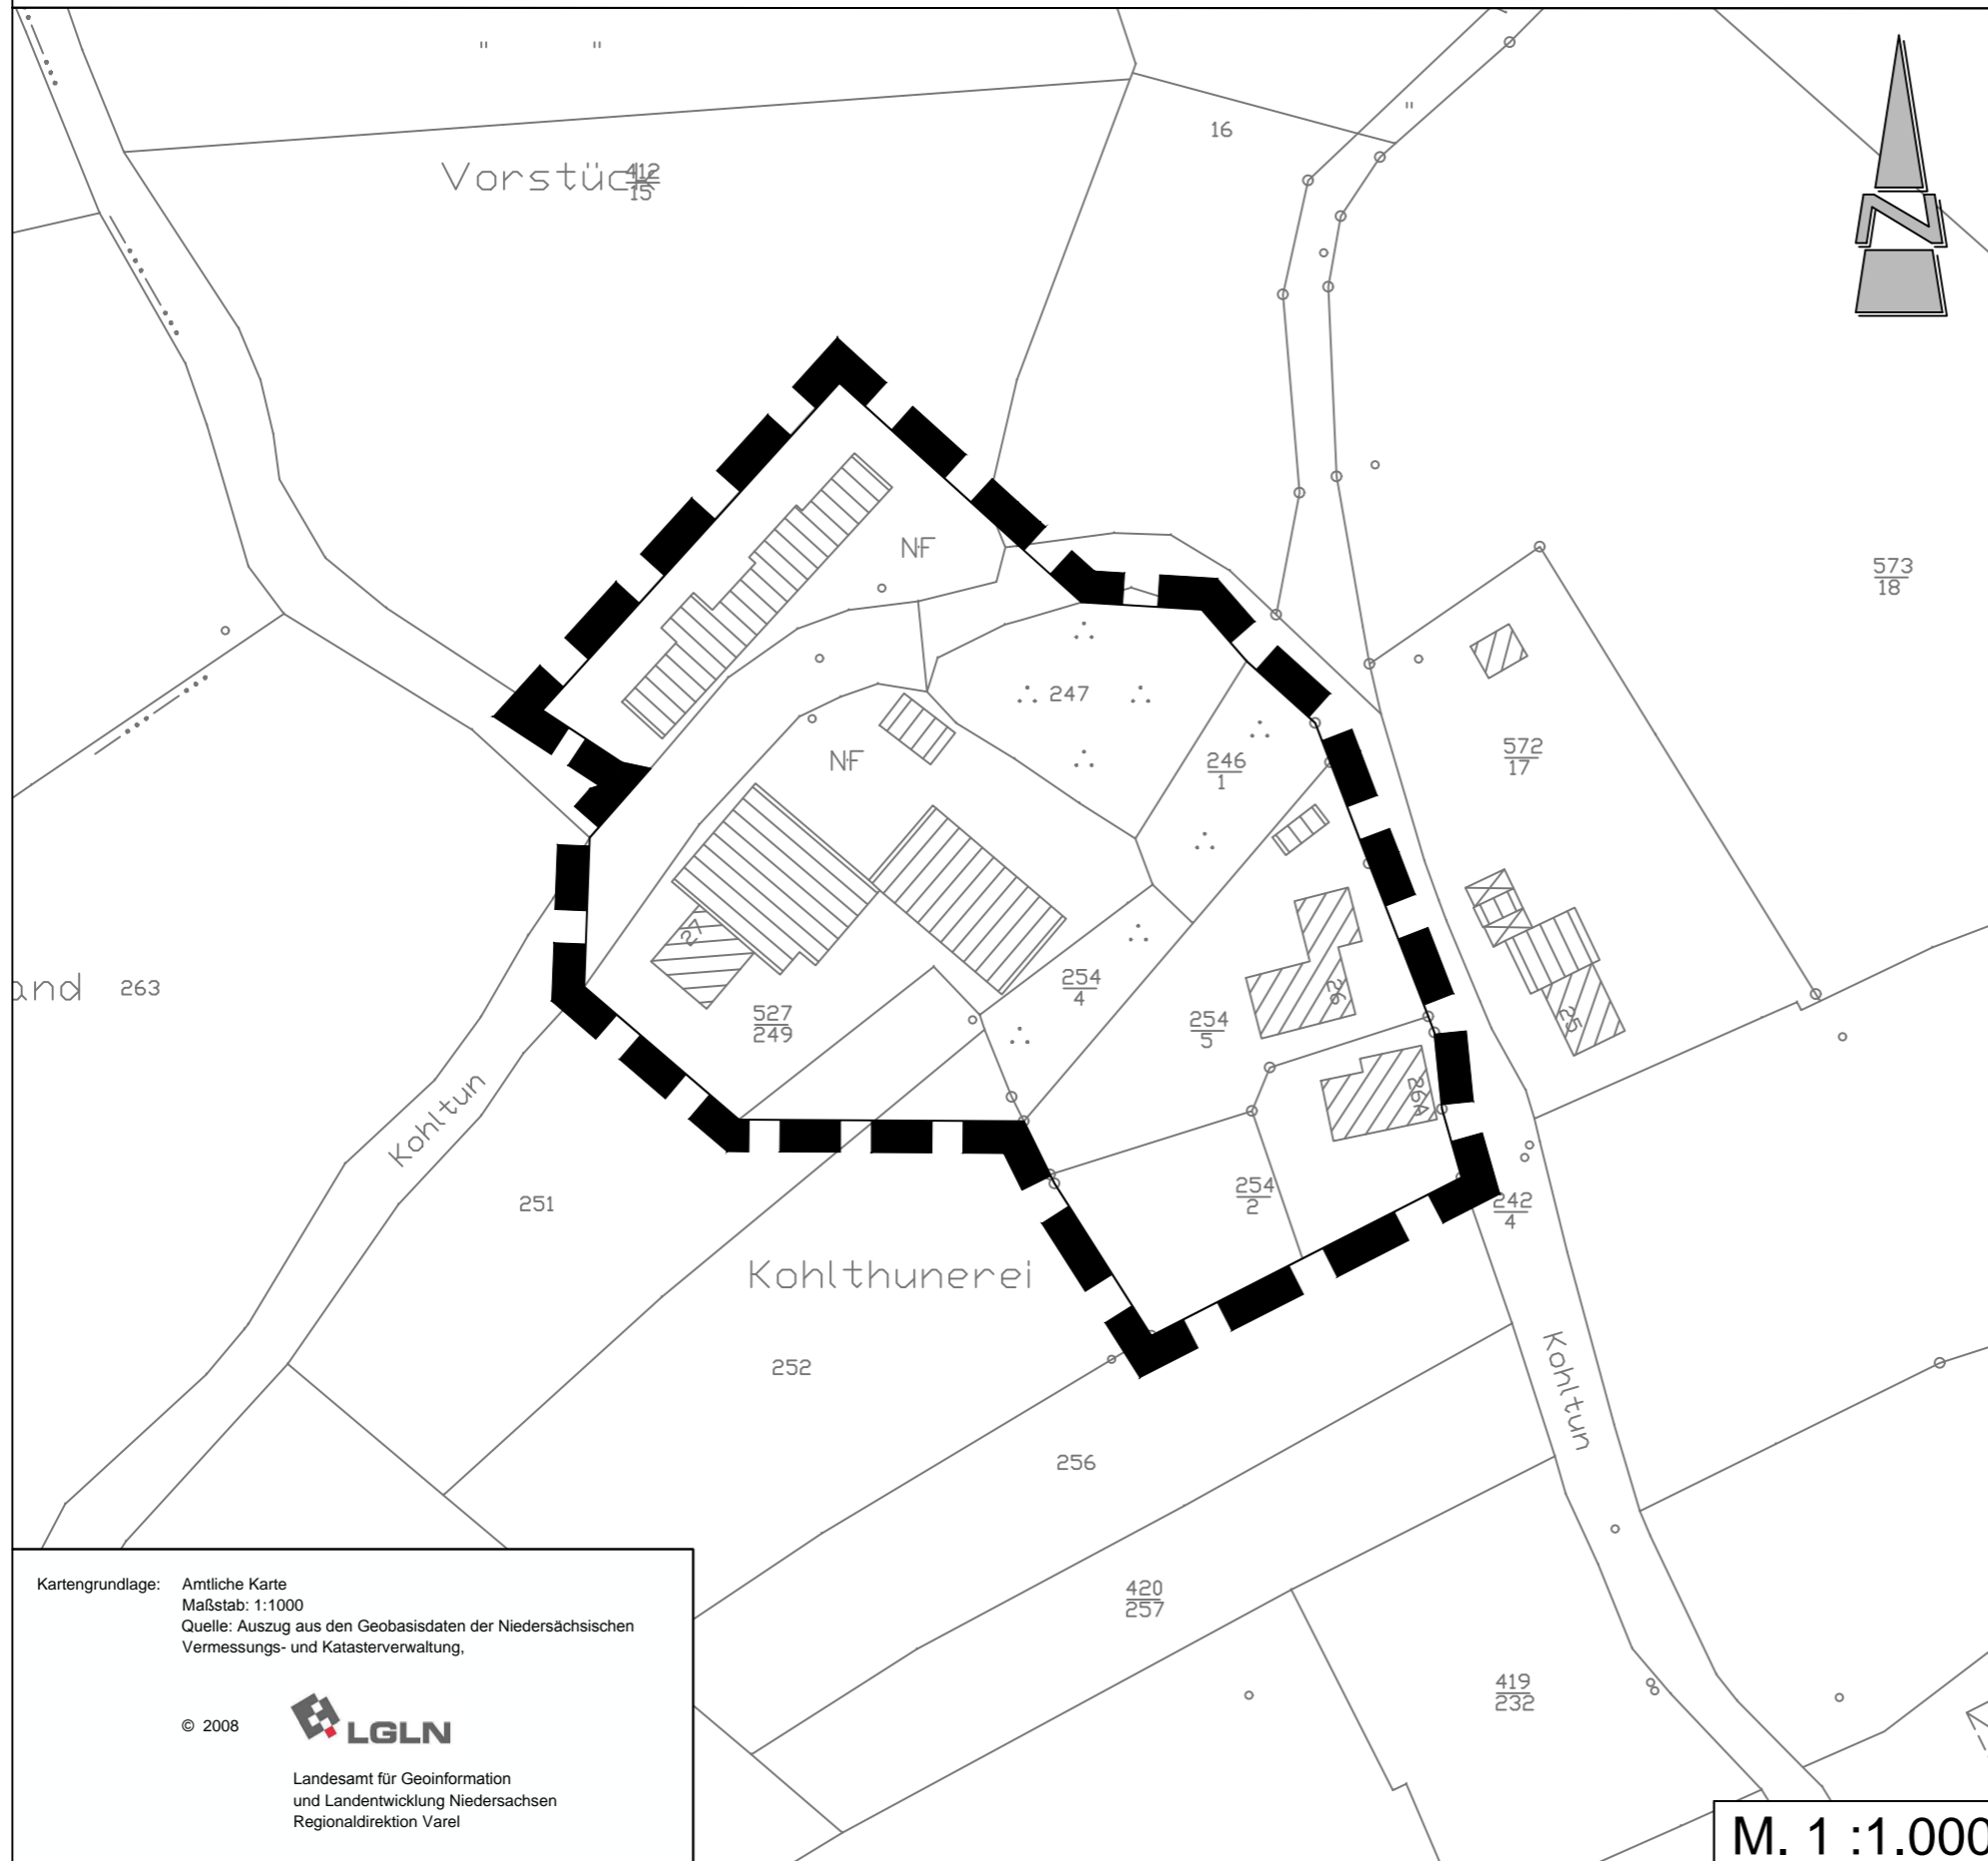 "
"
"
16
Vorstück
412
15
573
18
NF
247
246
1
572
17
NF
27
and
263
254
4
527
249
254
5
26
25
26A
Kohltun
251
254
2
242
4
Kohlthunerei
252
Kohltun
256
420
257
419
232
Kartengrundlage: Amtliche Karte
Maßstab: 1:1000
Quelle: Auszug aus den Geobasisdaten der Niedersächsischen
Vermessungs- und Katasterverwaltung,
© 2008
LGLN
Landesamt für Geoinformation
und Landentwicklung Niedersachsen
Regionaldirektion Varel
N
M. 1 :1.000